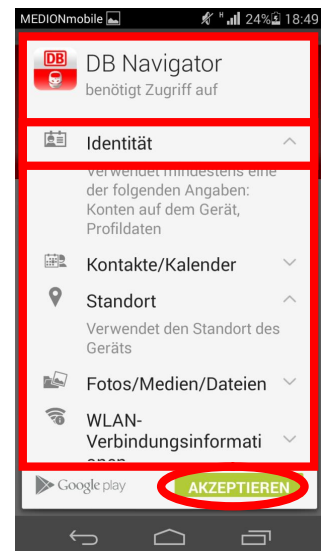 MEDIONmobile H 24% 18:49
DB
DB Navigator
benötigt Zugriff auf
Identität
Verwendet mindestens eine
der folgenden Angaben:
Konten auf dem Gerät,
Profildaten
Kontakte/Kalender
Standort
Verwendet den Standort des
Geräts
Fotos/Medien/Dateien
WLAN-
Verbindungsinformati
Google play AKZEPTIEREN